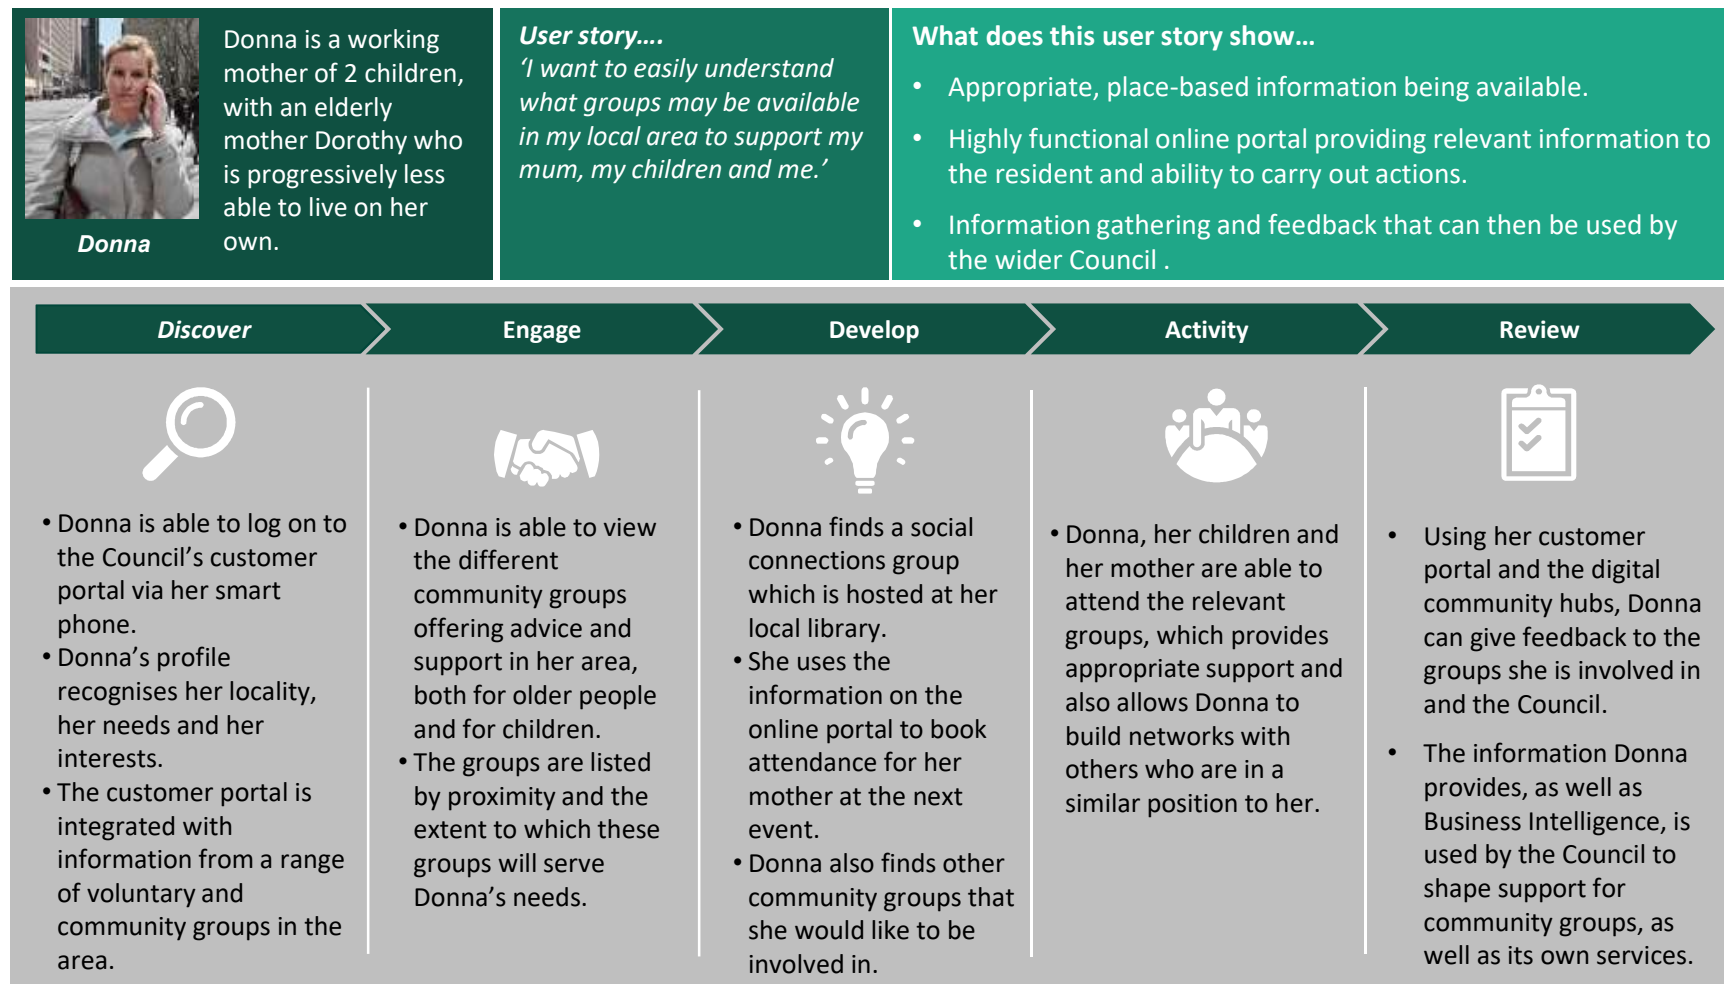 Donna is a working
mother of 2 children,
with an elderly
mother Dorothy who
is progressively less
able to live on her
own.
Donna
User story....
‘I want to easily understand
what groups may be available
in my local area to support my
mum, my children and me.’
What does this user story show...
• Appropriate, place-based information being available.
• Highly functional online portal providing relevant information to
the resident and ability to carry out actions.
• Information gathering and feedback that can then be used by
the wider Council .
Discover
Engage
Develop
Activity
Review
• Donna is able to log on to
the Council’s customer
portal via her smart
phone.
• Donna’s profile
recognises her locality,
her needs and her
interests.
• The customer portal is
integrated with
information from a range
of voluntary and
community groups in the
area.
• Donna is able to view
the different
community groups
offering advice and
support in her area,
both for older people
and for children.
• The groups are listed
by proximity and the
extent to which these
groups will serve
Donna’s needs.
• Donna finds a social
connections group
which is hosted at her
local library.
• She uses the
information on the
online portal to book
attendance for her
mother at the next
event.
• Donna also finds other
community groups that
she would like to be
involved in.
• Donna, her children and
her mother are able to
attend the relevant
groups, which provides
appropriate support and
also allows Donna to
build networks with
others who are in a
similar position to her.
• Using her customer
portal and the digital
community hubs, Donna
can give feedback to the
groups she is involved in
and the Council.
• The information Donna
provides, as well as
Business Intelligence, is
used by the Council to
shape support for
community groups, as
well as its own services.